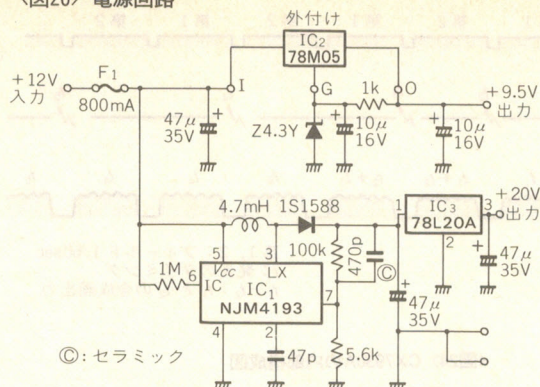 〈図20〉電源回路
外付け
IC2
78M05
F1
+12V
入力
800mA
I
G
O
1k
+9.5V
出力
47μ
35V
+
Z4.3Y
+
10μ
16V
+
10μ
16V
4.7mH
1S1588
1
IC3
78L20A
3
+20V
出力
2
100k
470p
Ⓒ
+
47μ
35V
5
3
VCC
LX
1M
6
IC
IC1
NJM4193
7
+
47μ
35V
4
2
47p
5.6k
Ⓒ:セラミック